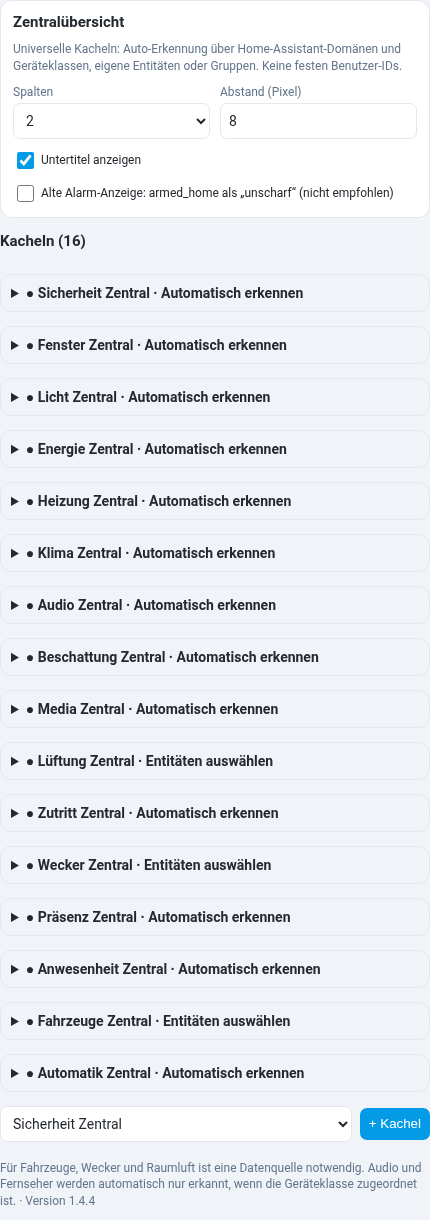 Zentralübersicht
Universelle Kacheln: Auto-Erkennung über Home-Assistant-Domänen und
Geräteklassen, eigene Entitäten oder Gruppen. Keine festen Benutzer-IDs.
Spalten
Abstand (Pixel)
2
8
Untertitel anzeigen
Alte Alarm-Anzeige: armed_home als „unscharf“ (nicht empfohlen)
Kacheln (16)
● Sicherheit Zentral · Automatisch erkennen
● Fenster Zentral · Automatisch erkennen
● Licht Zentral · Automatisch erkennen
● Energie Zentral · Automatisch erkennen
● Heizung Zentral · Automatisch erkennen
● Klima Zentral · Automatisch erkennen
● Audio Zentral · Automatisch erkennen
● Beschattung Zentral · Automatisch erkennen
● Media Zentral · Automatisch erkennen
● Lüftung Zentral · Entitäten auswählen
● Zutritt Zentral · Automatisch erkennen
● Wecker Zentral · Entitäten auswählen
● Präsenz Zentral · Automatisch erkennen
● Anwesenheit Zentral · Automatisch erkennen
● Fahrzeuge Zentral · Entitäten auswählen
● Automatik Zentral · Automatisch erkennen
Sicherheit Zentral
+ Kachel
Für Fahrzeuge, Wecker und Raumluft ist eine Datenquelle notwendig. Audio und
Fernseher werden automatisch nur erkannt, wenn die Geräteklasse zugeordnet
ist. · Version 1.4.4